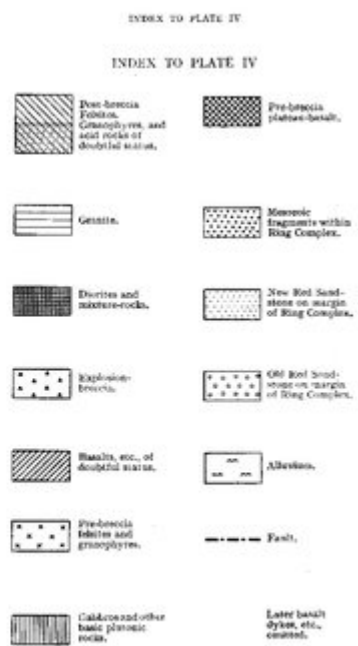 INDEX TO PLATE IV
INDEX TO PLATE IV
Post-breccia
Felsites,
Granophyres, and
acid rocks of
doubtful status.
Granite.
Diorites and
mixture-rocks.
Explosion-
breccia.
Basalts, etc., of
doubtful status.
Pre-breccia
felsites and
granophyres.
Gabbros and other
basic plutonic
rocks.
Pre-breccia
plateau-basalt.
Mesozoic
fragments within
Ring Complex.
New Red Sand-
stone on margin
of Ring Complex.
Old Red Sand-
stone on margin
of Ring Complex.
Alluvium.
Fault.
Later basalt
dykes, etc.,
omitted.